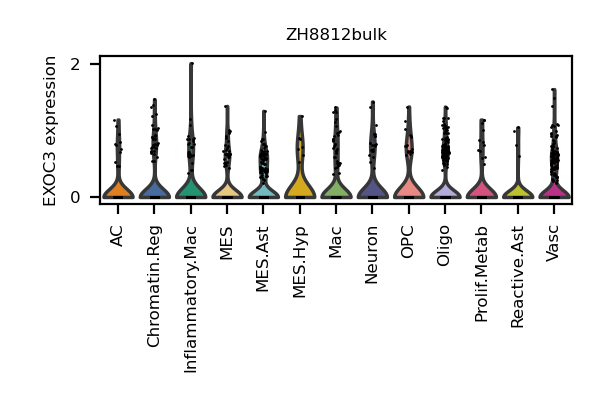 ZH8812bulk
EXOC3 expression
2
0
AC
Chromatin.Reg
Inflammatory.Mac
MES
MES.Ast
MES.Hyp
Mac
Neuron
OPC
Oligo
Prolif.Metab
Reactive.Ast
Vasc